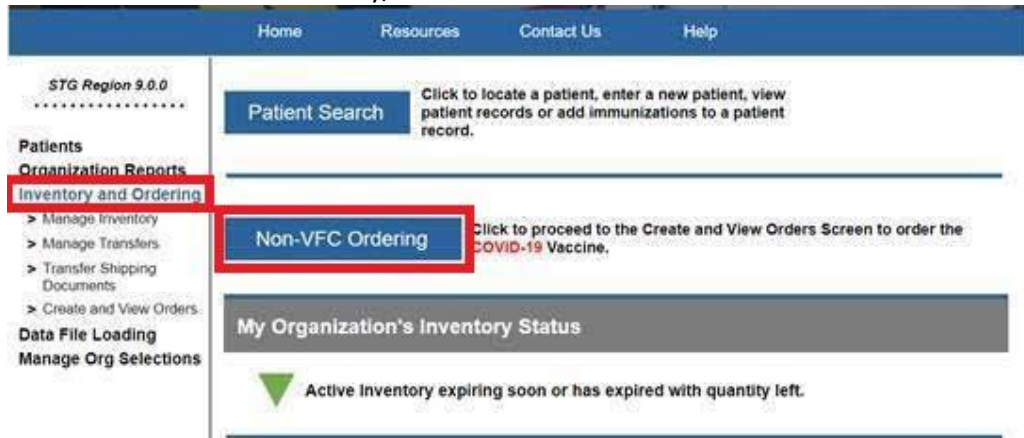 Home Resources Contact Us Help
STG Region 9.0.0
Patients
Organization Reports
Inventory and Ordering
> Manage Inventory
> Manage Transfers
> Transfer Shipping
Documents
> Create and View Orders
Data File Loading
Manage Org Selections
Patient Search
Click to locate a patient, enter a new patient, view
patient records or add immunizations to a patient
record.
Non-VFC Ordering
Click to proceed to the Create and View Orders Screen to order the
COVID-19 Vaccine.
My Organization's Inventory Status
Active Inventory expiring soon or has expired with quantity left.